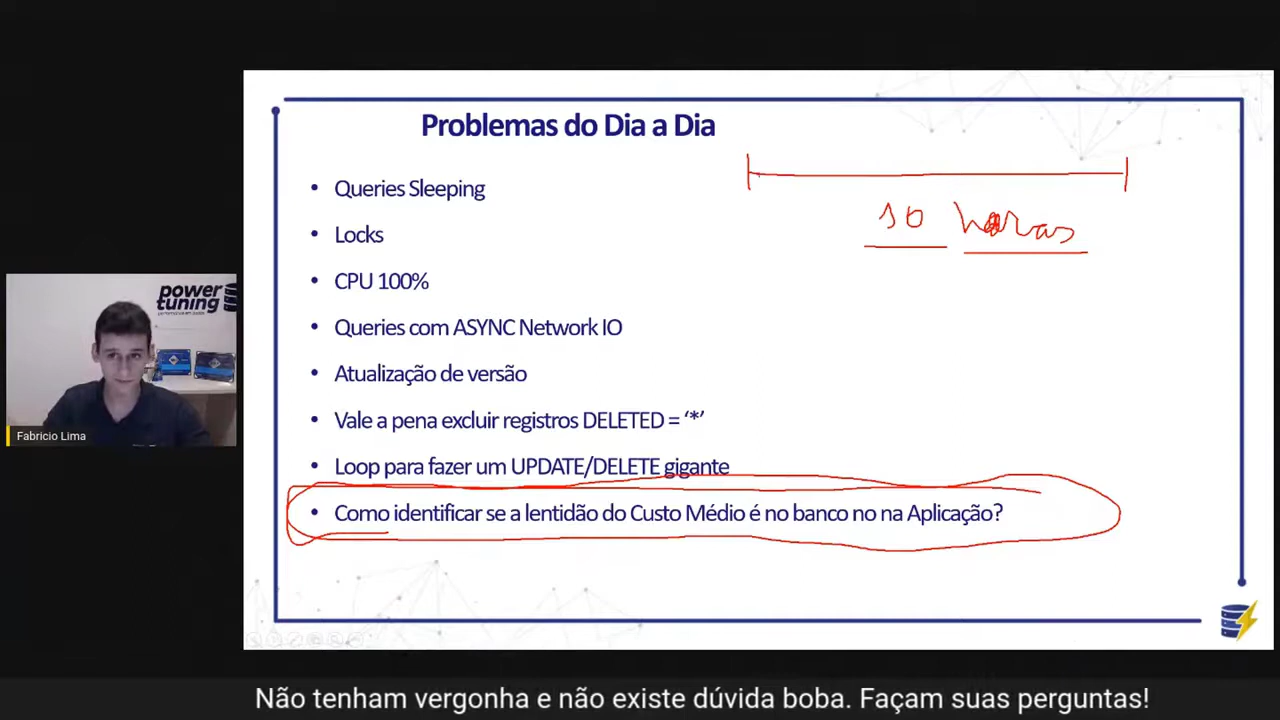 Problemas do Dia a Dia
• Queries Sleeping
• Locks
• CPU 100%
• Queries com ASYNC Network IO
• Atualização de versão
• Vale a pena excluir registros DELETED = ‘*’
• Loop para fazer um UPDATE/DELETE gigante
• Como identificar se a lentidão do Custo Médio é no banco no na Aplicação?
10 horas
power
tuning
Fabricio Lima
Não tenham vergonha e não existe dúvida boba. Façam suas perguntas!